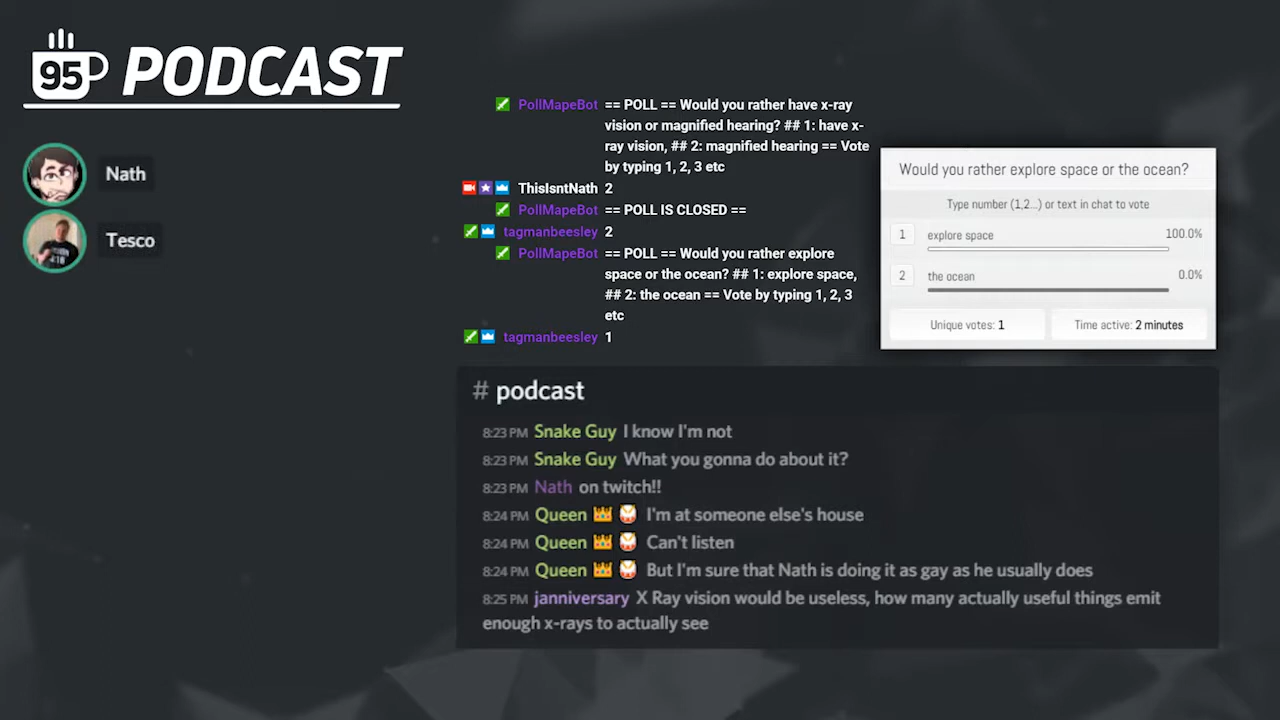 95 PODCAST
Nath
Tesco
PollMapeBot == POLL == Would you rather have x-ray
vision or magnified hearing? ## 1: have x-
ray vision, ## 2: magnified hearing == Vote
by typing 1, 2, 3 etc
ThisIsntNath 2
PollMapeBot == POLL IS CLOSED ==
tagmanbeesley 2
PollMapeBot == POLL == Would you rather explore
space or the ocean? ## 1: explore space,
## 2: the ocean == Vote by typing 1, 2, 3
etc
tagmanbeesley 1
Would you rather explore space or the ocean?
Type number (1,2...) or text in chat to vote
1 explore space 100.0%
2 the ocean 0.0%
Unique votes: 1 Time active: 2 minutes
# podcast
8:23 PM Snake Guy I know I'm not
8:23 PM Snake Guy What you gonna do about it?
8:23 PM Nath on twitch!!
8:24 PM Queen I'm at someone else's house
8:24 PM Queen Can't listen
8:24 PM Queen But I'm sure that Nath is doing it as gay as he usually does
8:25 PM janniversary X Ray vision would be useless, how many actually useful things emit
enough x-rays to actually see